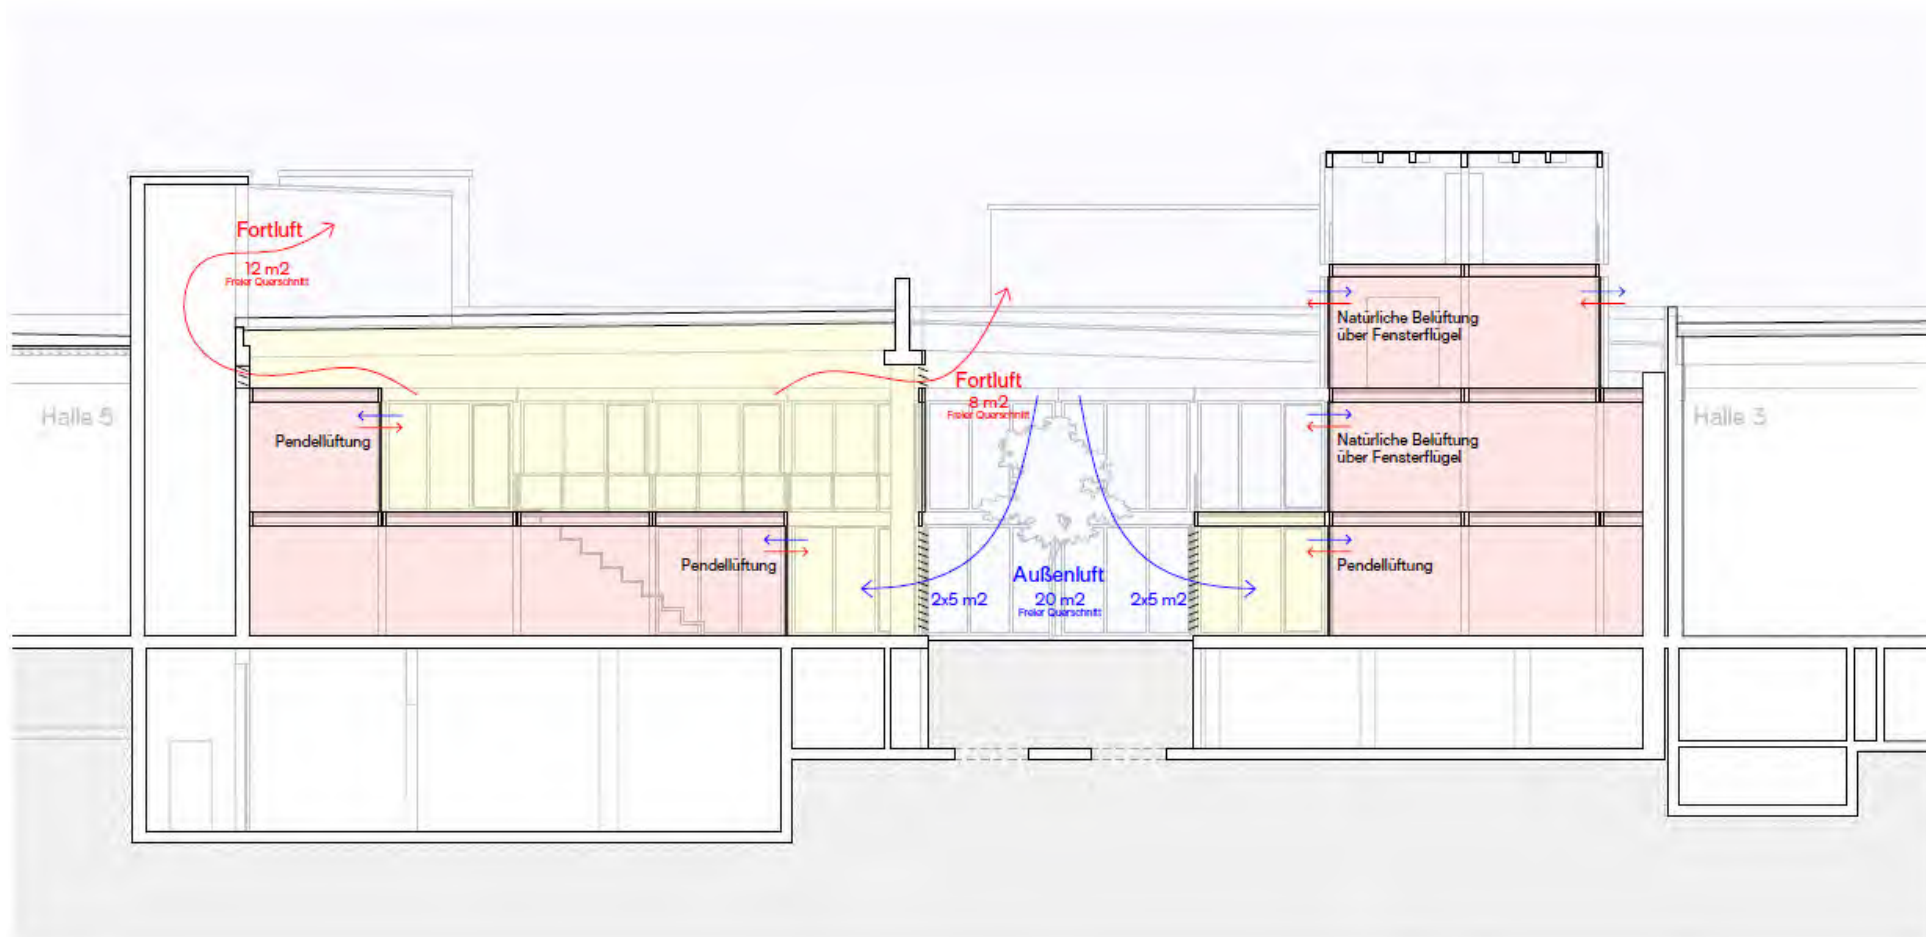 Fortluft
12 m2
Freier Querschnitt
Natürliche Belüftung
über Fensterflügel
Fortluft
8 m2
Freier Querschnitt
Halle 5
Pendellüftung
Natürliche Belüftung
über Fensterflügel
Halle 3
Pendellüftung
Außenluft
2x5 m2
20 m2
2x5 m2
Freier Querschnitt
Pendellüftung